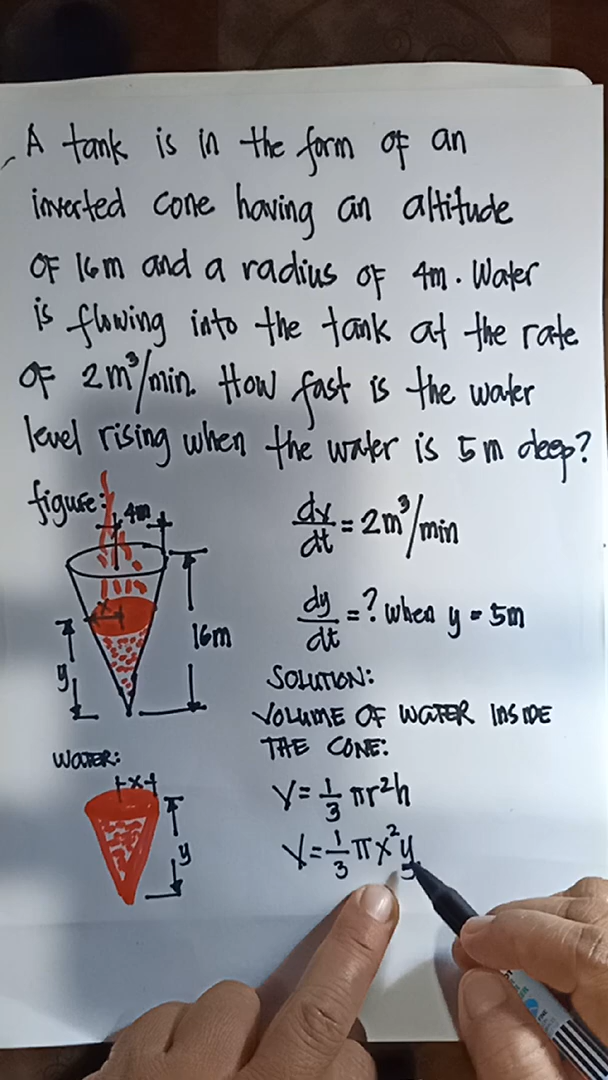 A tank is in the form of an
inverted cone having an altitude
of 16m and a radius of 4m. Water
is flowing into the tank at the rate
of 2m³/min. How fast is the water
level rising when the water is 5m deep?
figure:
4m
x
y
16m
dv/dt = 2m³/min
dy/dt = ? when y = 5m
SOLUTION:
VOLUME OF WATER INSIDE
THE CONE:
V = 1/3 πr²h
V = 1/3 πx²y
WATER:
x
y